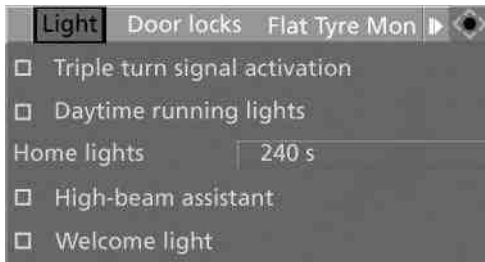 Light Door locks Flat Tyre Mon
Triple turn signal activation
Daytime running lights
Home lights 240 s
High-beam assistant
Welcome light